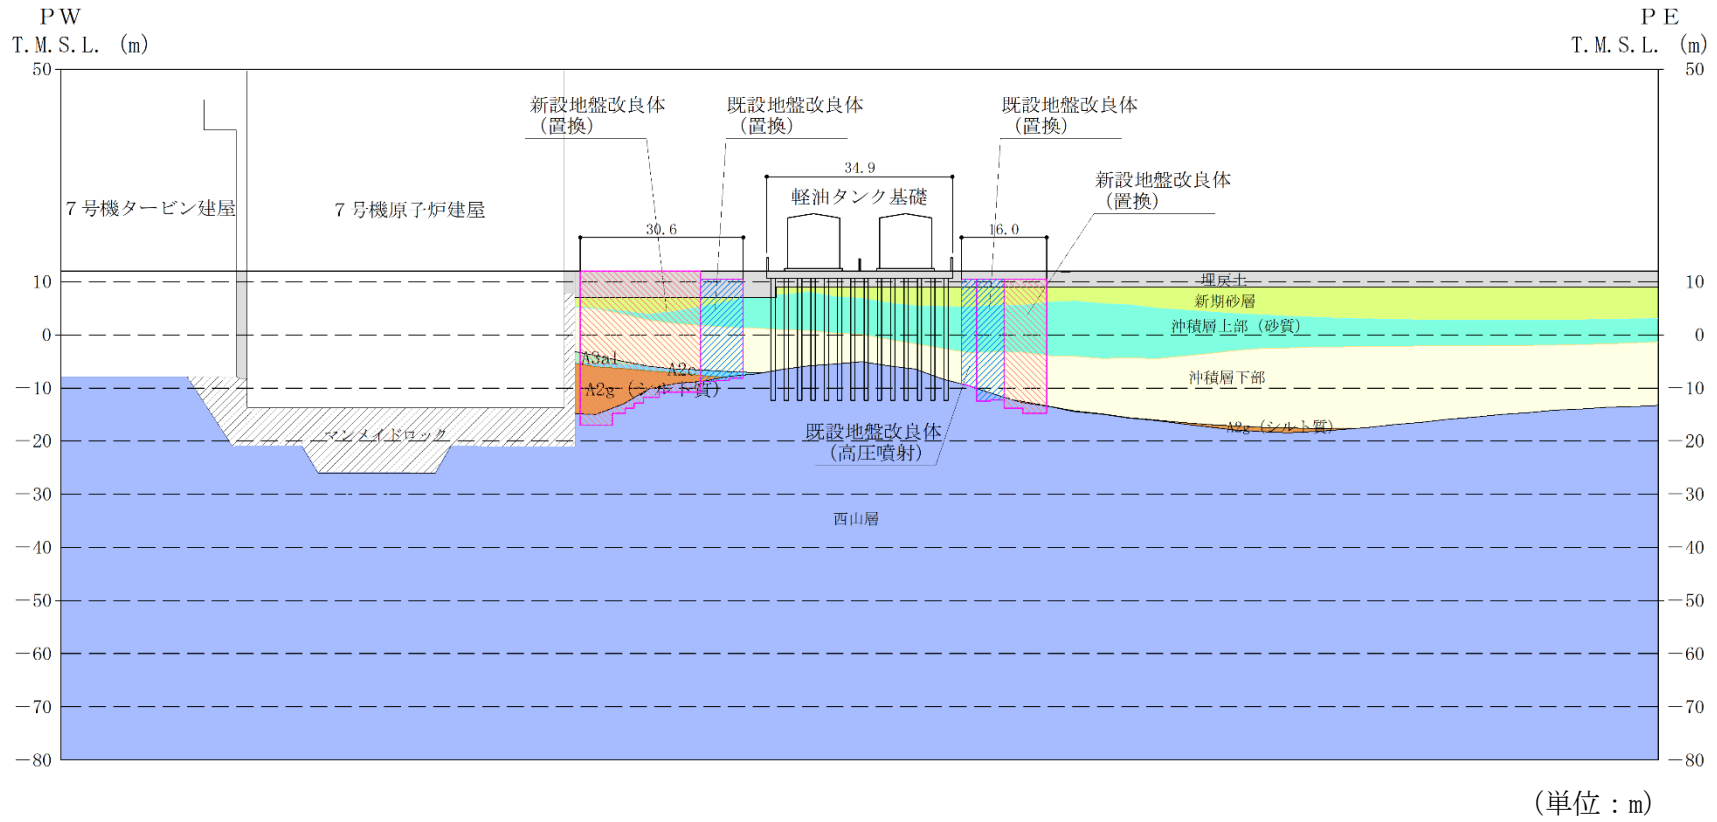 ＰＷ
ＰＥ
T.M.S.L. (m)
T.M.S.L. (m)
50
50
新設地盤改良体
（置換）
既設地盤改良体
（置換）
既設地盤改良体
（置換）
34.9
新設地盤改良体
（置換）
軽油タンク基礎
７号機タービン建屋
７号機原子炉建屋
30.6
16.0
10
10
埋戻土
新期砂層
沖積層上部（砂質）
0
0
A3a1
A2c
沖積層下部
－10
－10
A2g（シルト質）
A2g（シルト質）
既設地盤改良体
（高圧噴射）
マンメイドロック
－20
－20
－30
－30
西山層
－40
－40
－50
－50
－60
－60
－70
－70
－80
－80
（単位：m）